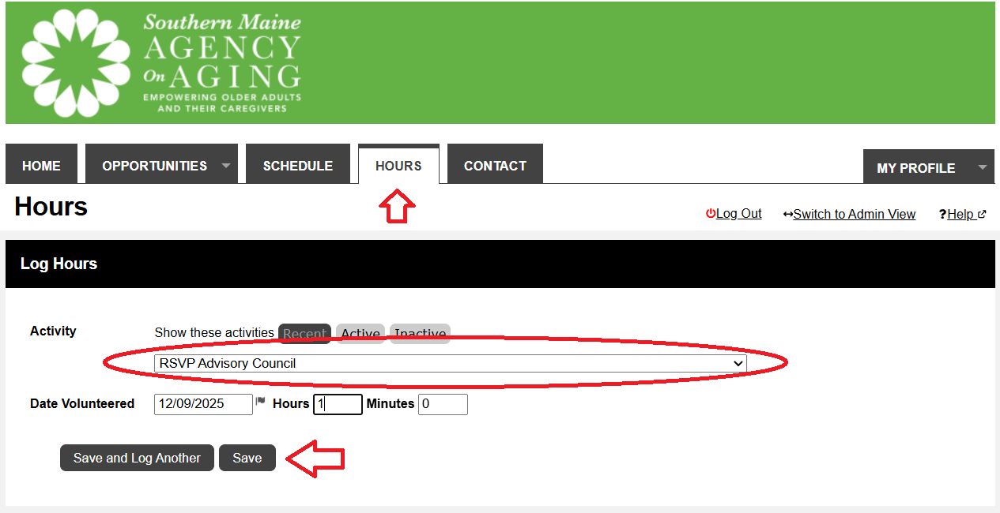 Southern Maine
AGENCY
On AGING
EMPOWERING OLDER ADULTS
AND THEIR CAREGIVERS
HOME OPPORTUNITIES SCHEDULE HOURS CONTACT MY PROFILE
Hours
Log Out Switch to Admin View ?Help
Log Hours
Activity Show these activities Recent Active Inactive
RSVP Advisory Council
Date Volunteered 12/09/2025 Hours 1 Minutes 0
Save and Log Another Save